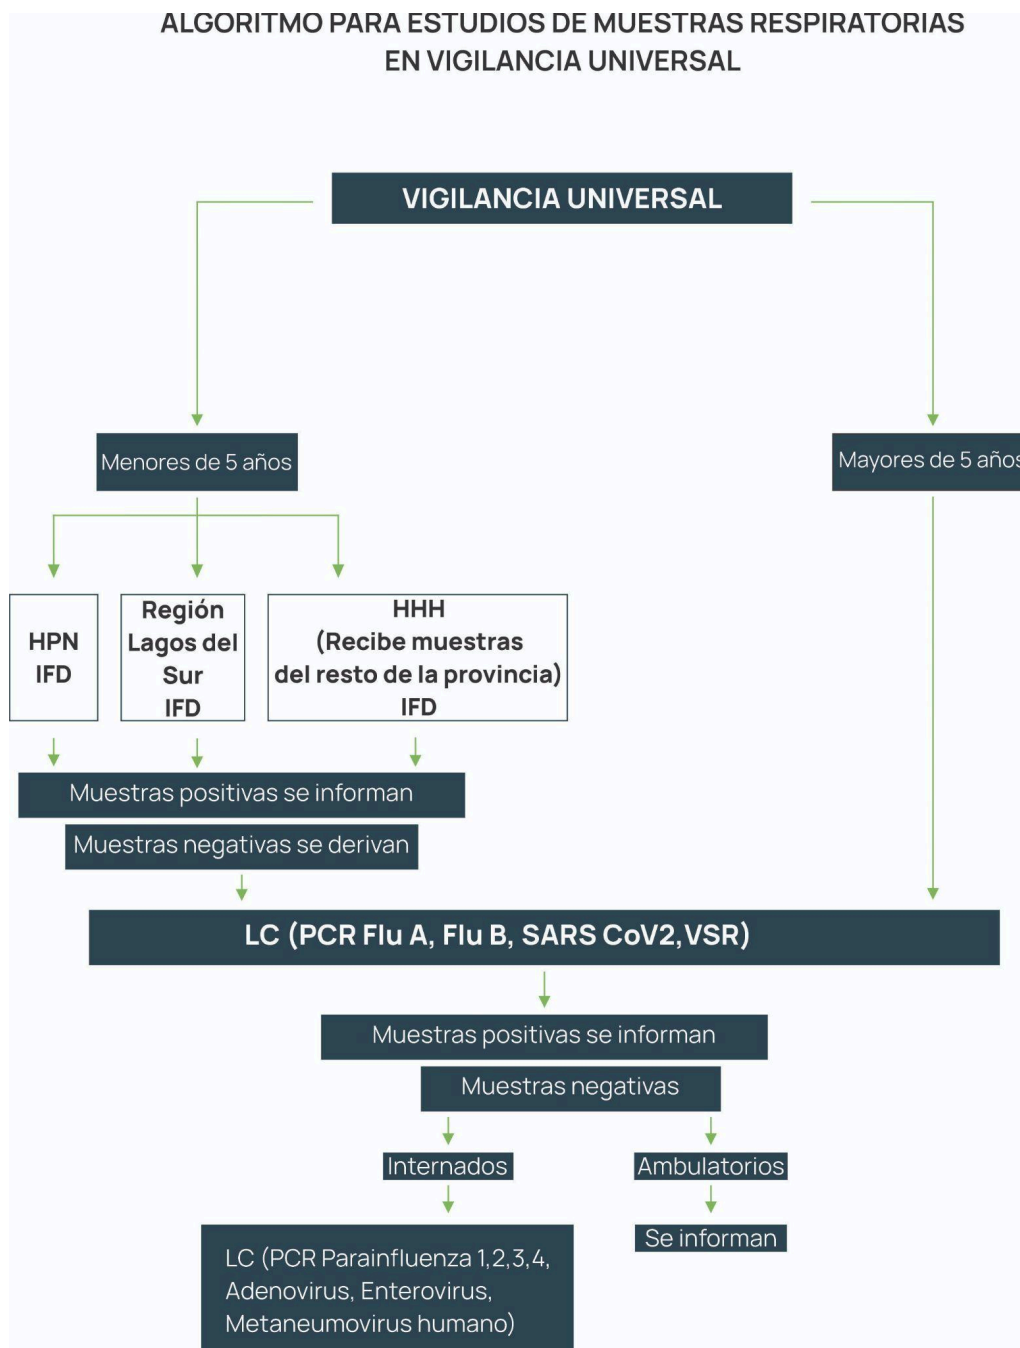 ALGORITMO PARA ESTUDIOS DE MUESTRAS RESPIRATORIAS
EN VIGILANCIA UNIVERSAL
VIGILANCIA UNIVERSAL
Menores de 5 años
Mayores de 5 años
HPN
IFD
Región
Lagos del
Sur
IFD
HHH
(Recibe muestras
del resto de la provincia)
IFD
Muestras positivas se informan
Muestras negativas se derivan
LC (PCR Flu A, Flu B, SARS CoV2,VSR)
Muestras positivas se informan
Muestras negativas
Internados
Ambulatorios
Se informan
LC (PCR Parainfluenza 1,2,3,4,
Adenovirus, Enterovirus,
Metaneumovirus humano)